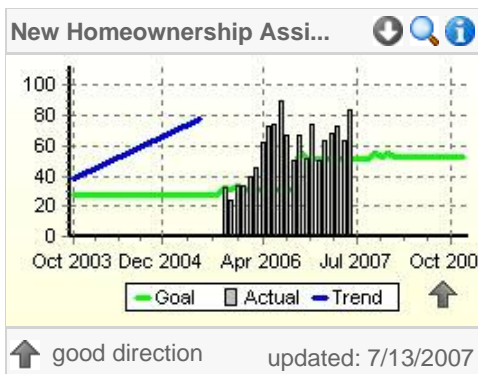 New Homeownership Assi...
100
80
60
40
20
0
Oct 2003 Dec 2004 Apr 2006 Jul 2007 Oct 200
Goal Actual Trend
good direction updated: 7/13/2007